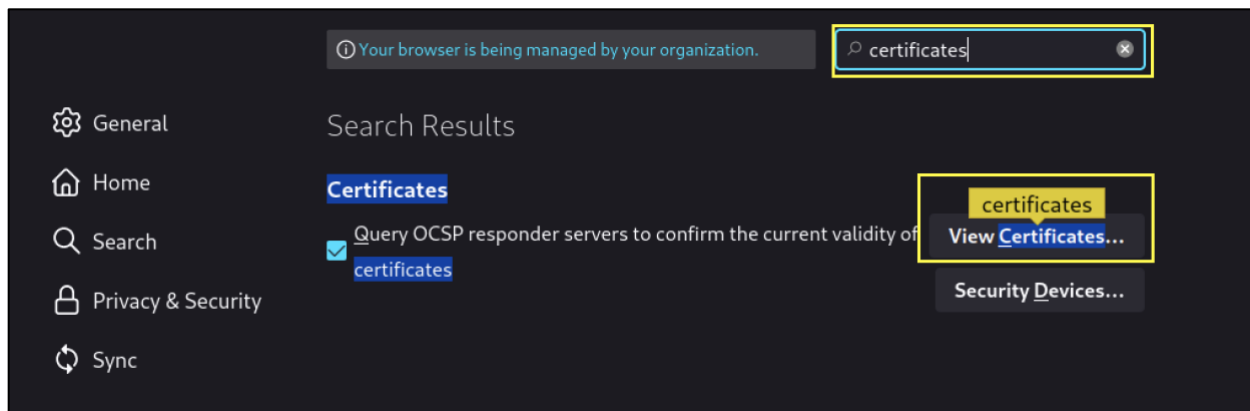 Your browser is being managed by your organization.
certificates
General
Home
Search
Privacy & Security
Sync
Search Results
Certificates
Query OCSP responder servers to confirm the current validity of
certificates
certificates
View Certificates...
Security Devices...